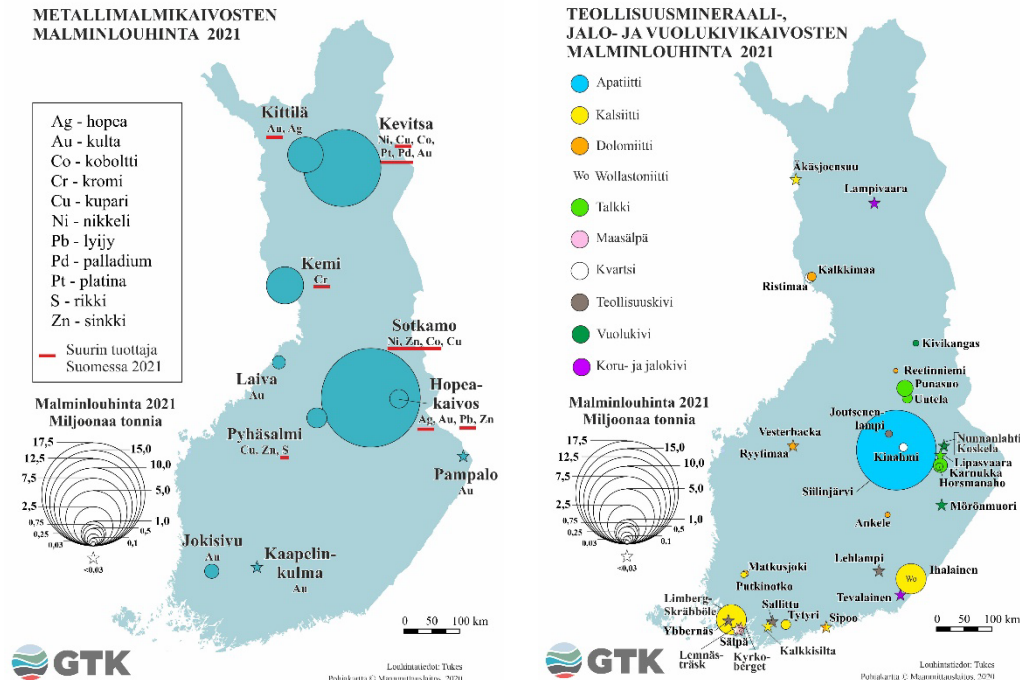 METALLIMALMIKAIVOSTEN
MALMINLOUHINTA 2021
Ag - hopea
Au - kulta
Co - koboltti
Cr - kromi
Cu - kupari
Ni - nikkeli
Pb - lyijy
Pd - palladium
Pt - platina
S - rikki
Zn - sinkki
Suurin tuottaja
Suomessa 2021
Malminlouhinta 2021
Miljoonaa tonnia
17,5
15,0
12,5
10,0
7,5
5,0
2,5
1,0
0,75
0,5
0,25
0,1
0,03
<0,03
Kittilä
Au, Ag
Kevitsa
Ni, Cu, Co,
Pt, Pd, Au
Kemi
Cr
Sotkamo
Ni, Zn, Co, Cu
Laiva
Au
Hopea-
kaivos
Ag, Au, Pb, Zn
Pyhäsalmi
Cu, Zn, S
Pampalo
Au
Jokisivu
Au
Kaapelin-
kulma
Au
0 50 100 km
GTK
Louhintatiedot: Tukes
Pohjakartta © Maanmittauslaitos, 2020
TEOLLISUUSMINERAALI-,
JALO- JA VUOLUKIVIKAIVOSTEN
MALMINLOUHINTA 2021
Apatiitti
Kalsiitti
Dolomiitti
Wo Wollastoniitti
Talkki
Maasälpä
Kvartsi
Teollisuuskivi
Vuolukivi
Koru- ja jalokivi
Malminlouhinta 2021
Miljoonaa tonnia
17,5
15,0
12,5
10,0
7,5
5,0
2,5
1,0
0,75
0,5
0,25
0,1
0,03
<0,03
Äkäsjoensuu
Lampivaara
Kalkkimaa
Ristimaa
Kivikangas
Reetinniemi
Punasuo
Uutela
Joutsenen-
lampi
Vesterbacka
Ryytimaa
Kinahmi
Nunnanlahti
Koskela
Lipasvaara
Karnukka
Horsmanaho
Siilinjärvi
Mörönmuori
Ankele
Lehlampi
Ihalainen
Wo
Matkusjoki
Putkinotko
Tevalainen
Limberg-
Skräbböle
Sallittu
Tytyri
Sipoo
Ybbernäs
Sälpä
Kalkkisilta
Lemnäs-
träsk
Kyrko-
berget
0 50 100 km
GTK
Louhintatiedot: Tukes
Pohjakartta © Maanmittauslaitos, 2020